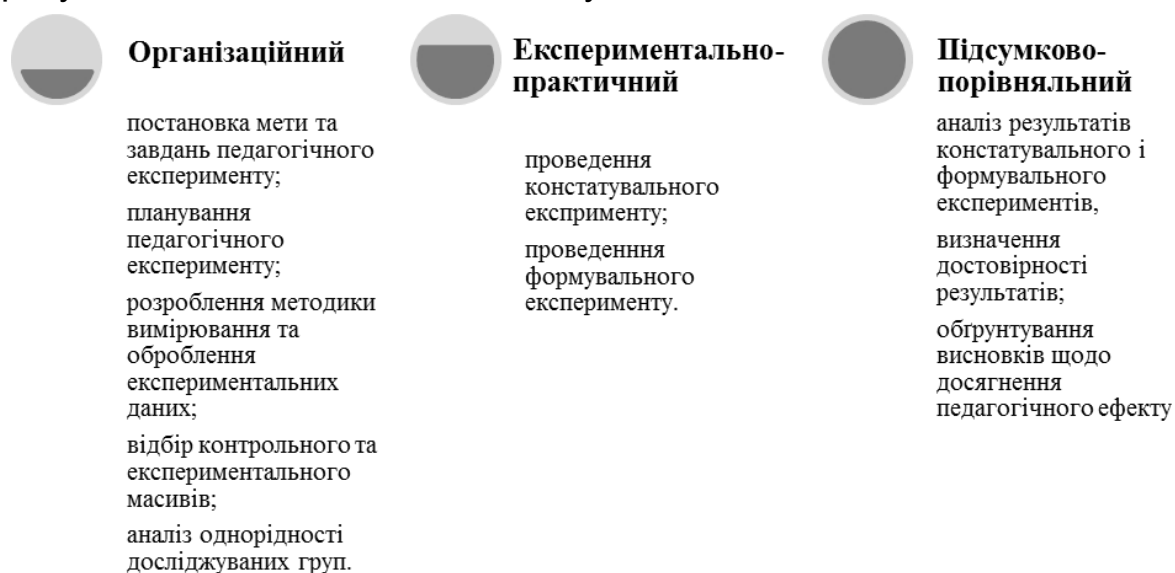 Організаційний
постановка мети та
завдань педагогічного
експерименту;
планування
педагогічного
експерименту;
розроблення методики
вимірювання та
оброблення
експериментальних
даних;
відбір контрольного та
експериментального
масивів;
аналіз однорідності
досліджуваних груп.
Експериментально-
практичний
проведення
констатувального
експрименту;
проведенння
формувального
експерименту.
Підсумково-
порівняльний
аналіз результатів
констатувального і
формувального
експериментів,
визначення
достовірності
результатів;
обґрунтування
висновків щодо
досягнення
педагогічного ефекту